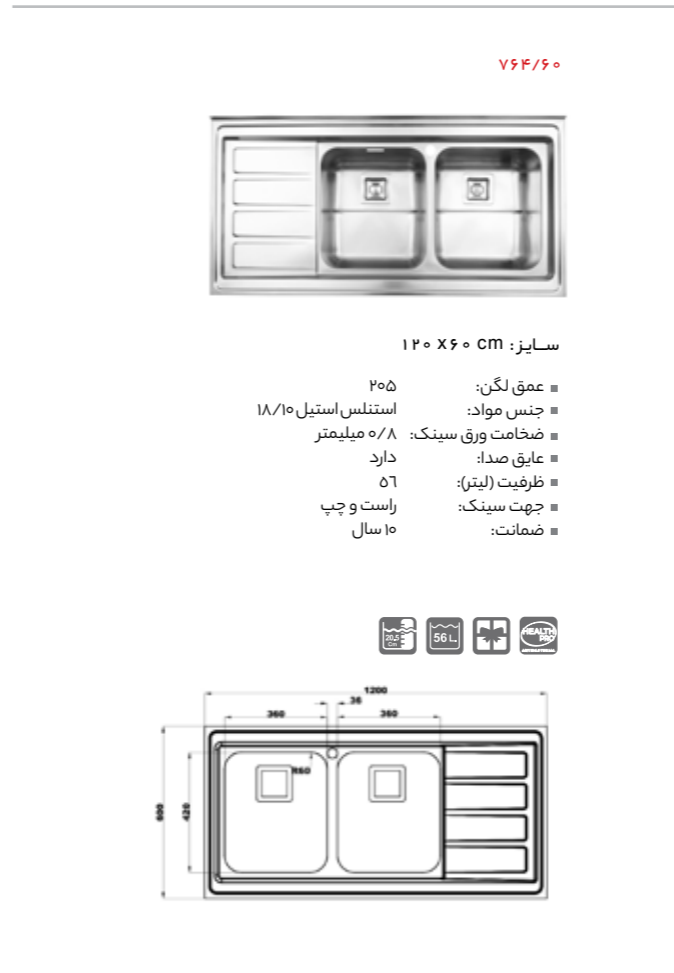 ۷۶۴/۶۰
ســایـز : ۱۲۰ x۶۰ cm
عمق لگن: ۲۰۵
جنس مواد: استنلس استیل ۱۸/۱۰
ضخامت ورق سینک: ۰/۸ میلیمتر
عایق صدا: دارد
ظرفیت (لیتر): ۵۶
جهت سینک: راست و چپ
ضمانت: ۱۰ سال
20,5 Cm
56 L.
HEALTH
PRO
1200
36
360 360
R60
600
420